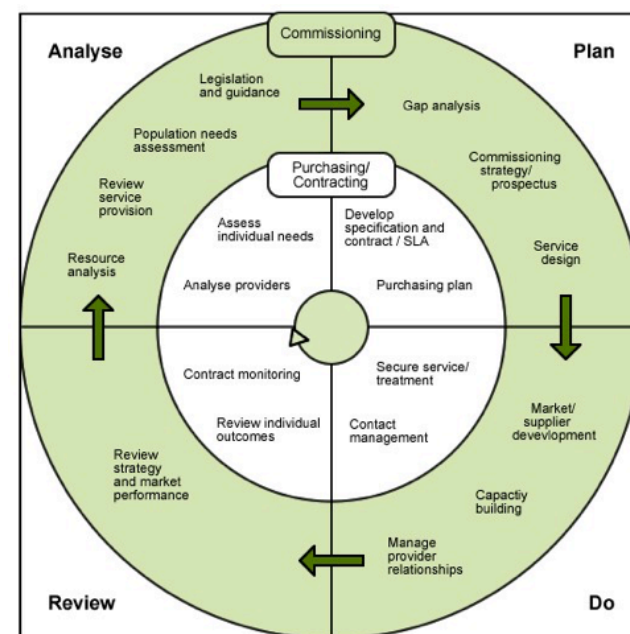 Analyse
Commissioning
Plan
Legislation
and guidance
Gap analysis
Population needs
assessment
Commissioning
strategy/
prospectus
Review
service
provision
Purchasing/
Contracting
Assess
individual needs
Develop
specification and
contract / SLA
Resource
analysis
Service
design
Analyse providers
Purchasing plan
Contract monitoring
Secure service/
treatment
Review individual
outcomes
Contact
management
Market/
supplier
devevlopment
Review
strategy
and market
performance
Capactiy
building
Manage
provider
relationships
Review
Do